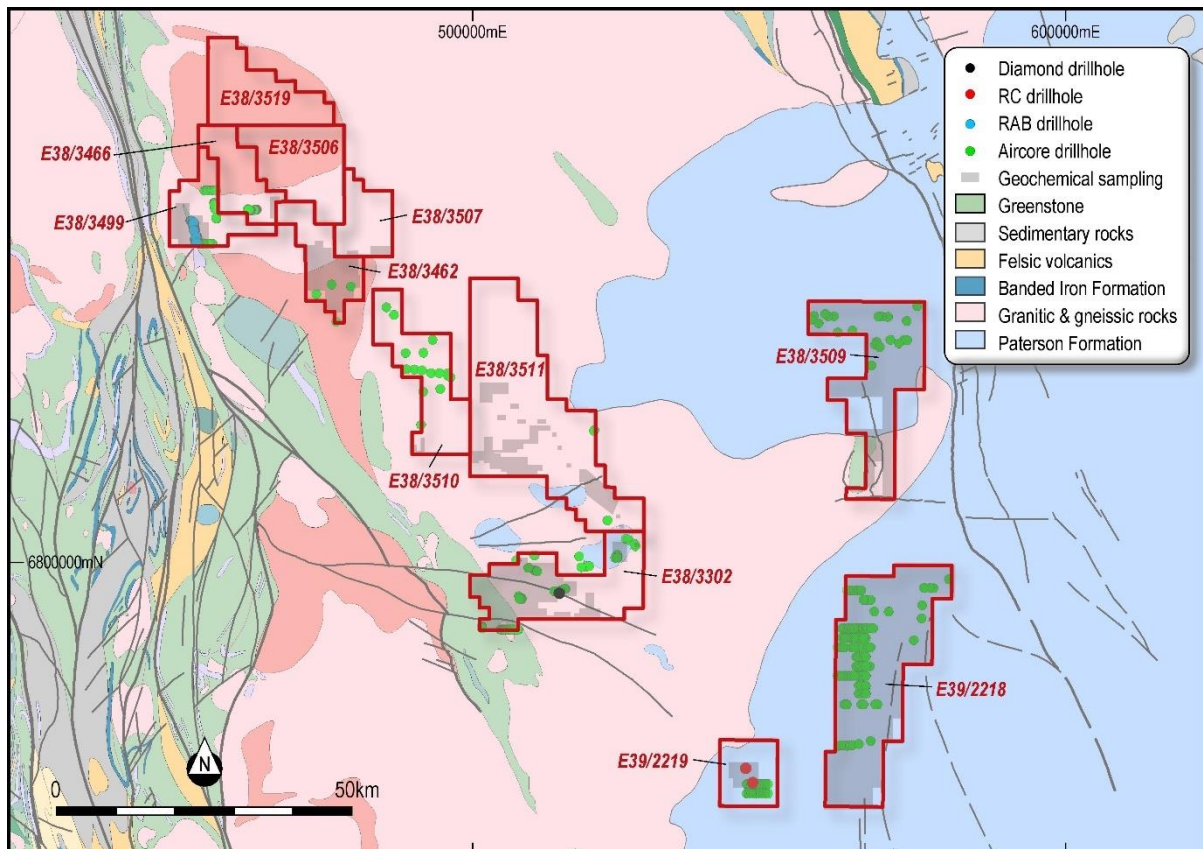 500000mE
600000mE
Diamond drillhole
RC drillhole
RAB drillhole
Aircore drillhole
Geochemical sampling
Greenstone
Sedimentary rocks
Felsic volcanics
Banded Iron Formation
Granitic & gneissic rocks
Paterson Formation
E38/3519
E38/3466
E38/3506
E38/3499
E38/3507
E38/3462
E38/3509
E38/3511
E38/3510
6800000mN
E38/3302
E39/2218
E39/2219
N
0
50km